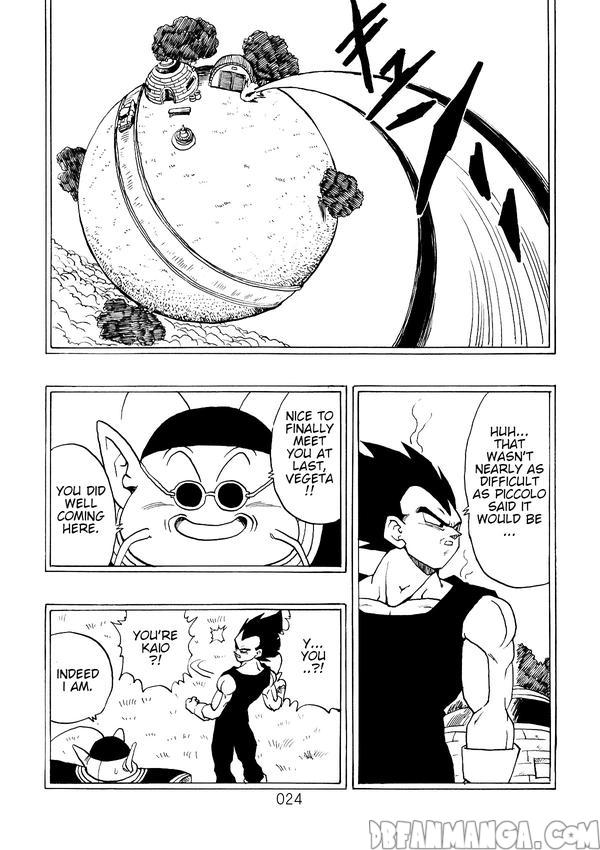 ギュン
HUH...
THAT
WASN'T
NEARLY AS
DIFFICULT
AS PICCOLO
SAID IT
WOULD BE
...
NICE TO
FINALLY
MEET
YOU AT
LAST,
VEGETA
!!
YOU DID
WELL
COMING
HERE.
Y...
YOU
..?!
YOU'RE
KAIO
?!
INDEED
I AM.
024
DBFANMANGA.COM